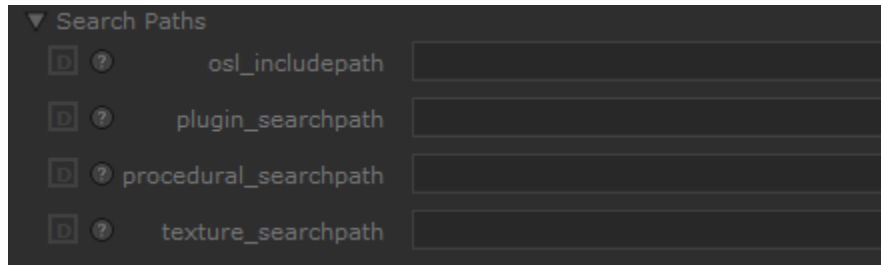 Search Paths
D ? osl_includepath
D ? plugin_searchpath
D ? procedural_searchpath
D ? texture_searchpath